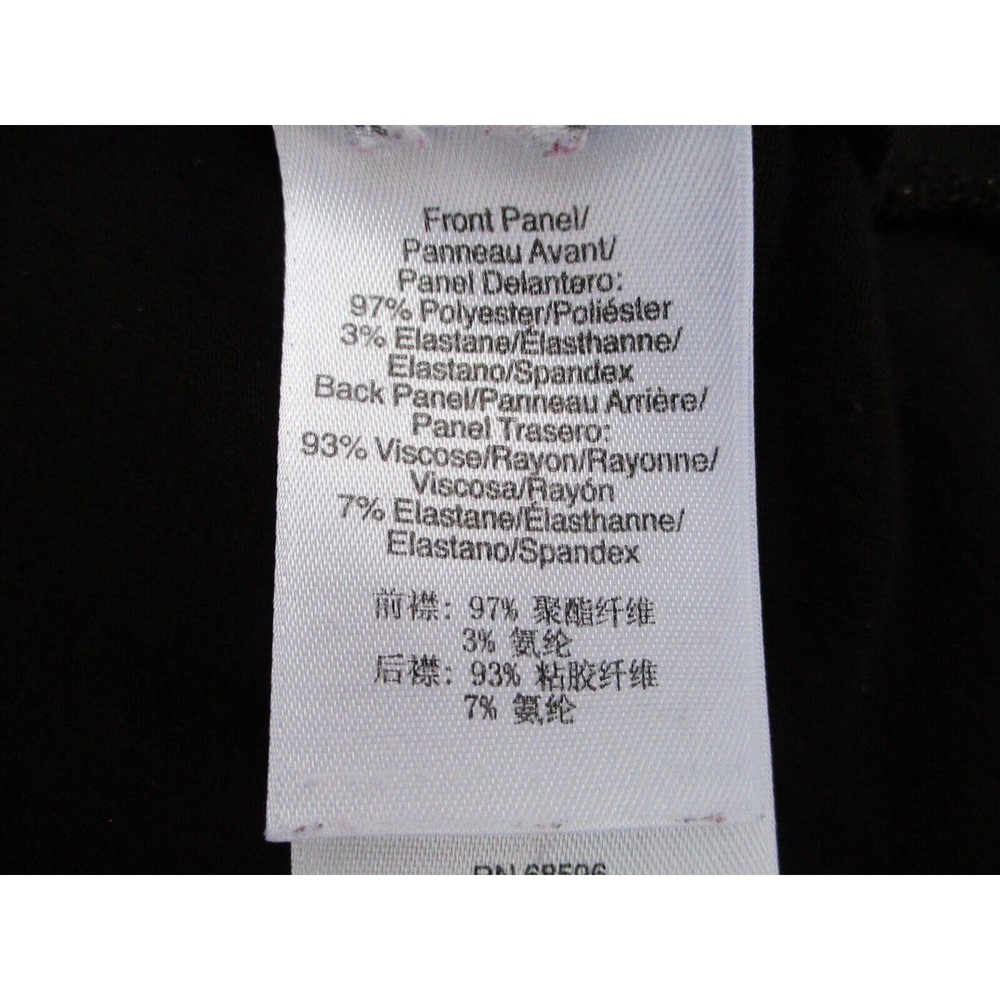 Front Panel/
Panneau Avant/
Panel Delantero:
97% Polyester/Poliéster
3% Elastane/Élasthanne/
Elastano/Spandex
Back Panel/Panneau Arrière/
Panel Trasero:
93% Viscose/Rayon/Rayonne/
Viscosa/Rayón
7% Elastane/Élasthanne/
Elastano/Spandex
前襟: 97% 聚酯纤维
3% 氨纶
后襟: 93% 粘胶纤维
7% 氨纶
RN 68596